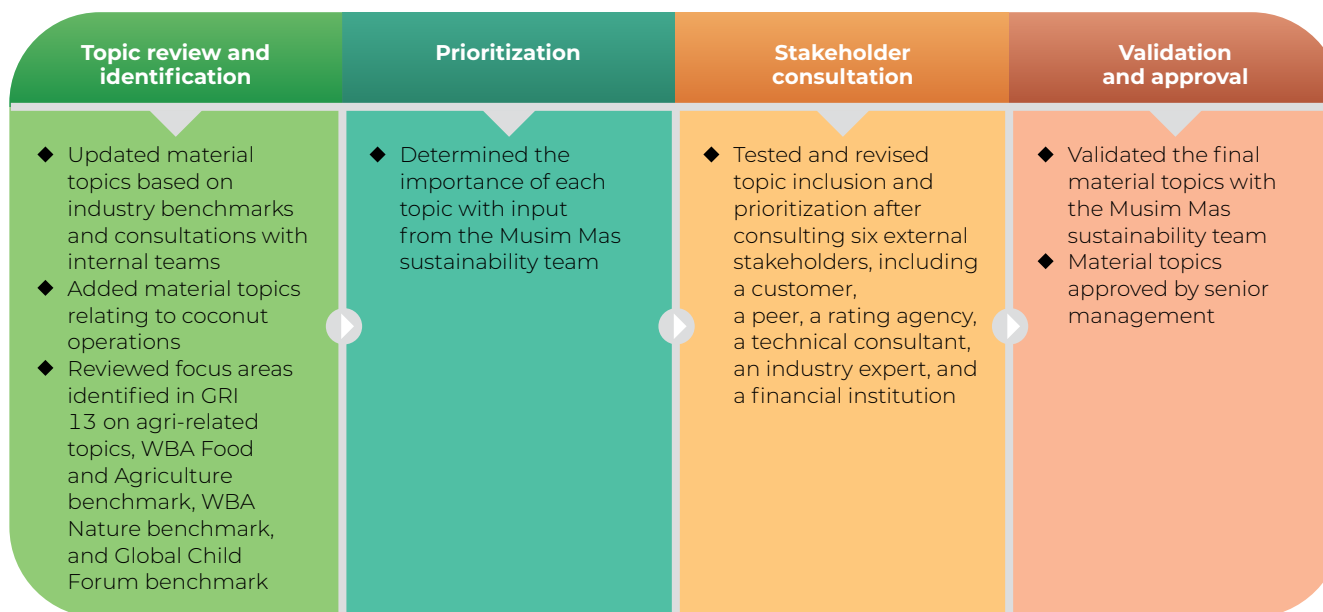 Topic review and
identification
◆ Updated material
topics based on
industry benchmarks
and consultations with
internal teams
◆ Added material topics
relating to coconut
operations
◆ Reviewed focus areas
identified in GRI
13 on agri-related
topics, WBA Food
and Agriculture
benchmark, WBA
Nature benchmark,
and Global Child
Forum benchmark
Prioritization
◆ Determined the
importance of each
topic with input
from the Musim Mas
sustainability team
Stakeholder
consultation
◆ Tested and revised
topic inclusion and
prioritization after
consulting six external
stakeholders, including
a customer,
a peer, a rating agency,
a technical consultant,
an industry expert, and
a financial institution
Validation
and approval
◆ Validated the final
material topics with
the Musim Mas
sustainability team
◆ Material topics
approved by senior
management